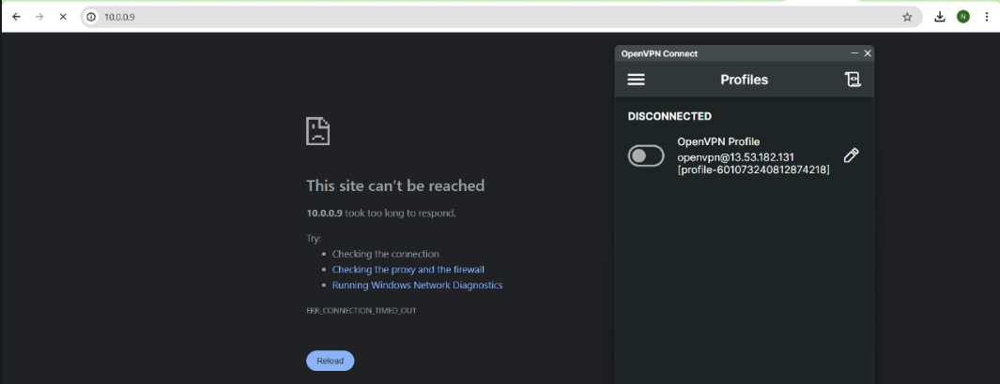 10.0.0.9
N
OpenVPN Connect
Profiles
DISCONNECTED
OpenVPN Profile
openvpn@13.53.182.131
[profile-601073240812874218]
This site can't be reached
10.0.0.9 took too long to respond.
Try:
• Checking the connection
• Checking the proxy and the firewall
• Running Windows Network Diagnostics
ERR_CONNECTION_TIMED_OUT
Reload